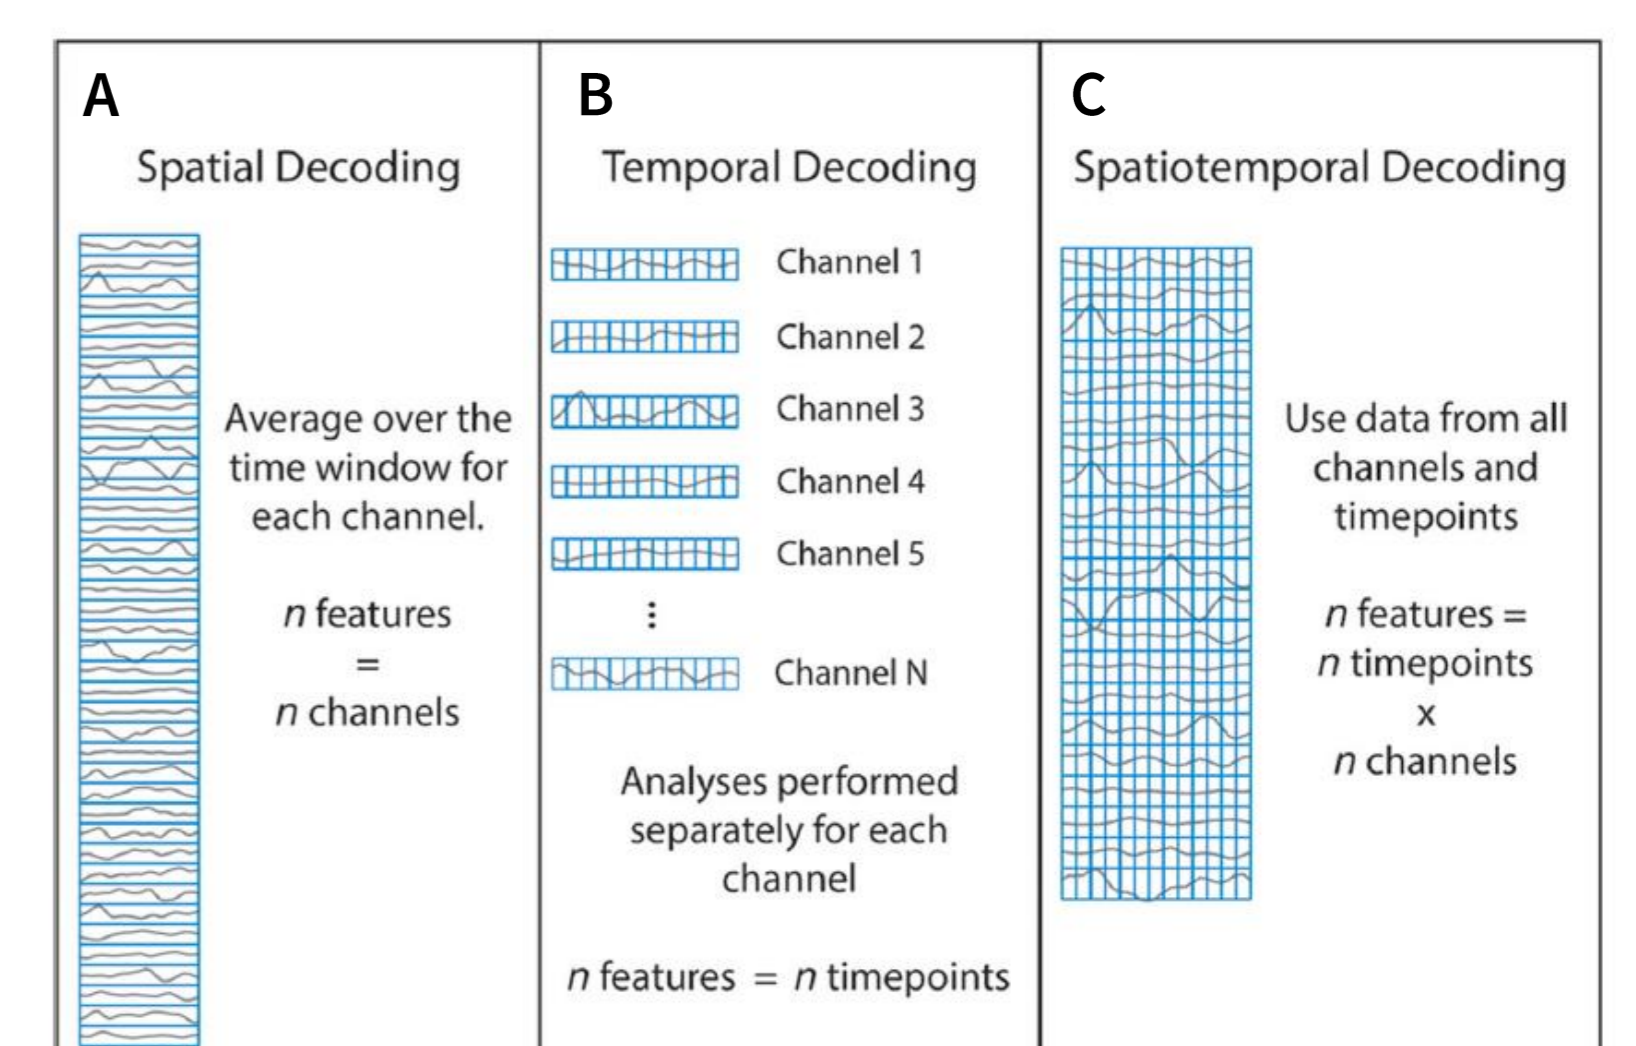 A
Spatial Decoding
Average over the
time window for
each channel.
n features
=
n channels
B
Temporal Decoding
Channel 1
Channel 2
Channel 3
Channel 4
Channel 5
⋮
Channel N
Analyses performed
separately for each
channel
n features = n timepoints
C
Spatiotemporal Decoding
Use data from all
channels and
timepoints
n features =
n timepoints
x
n channels